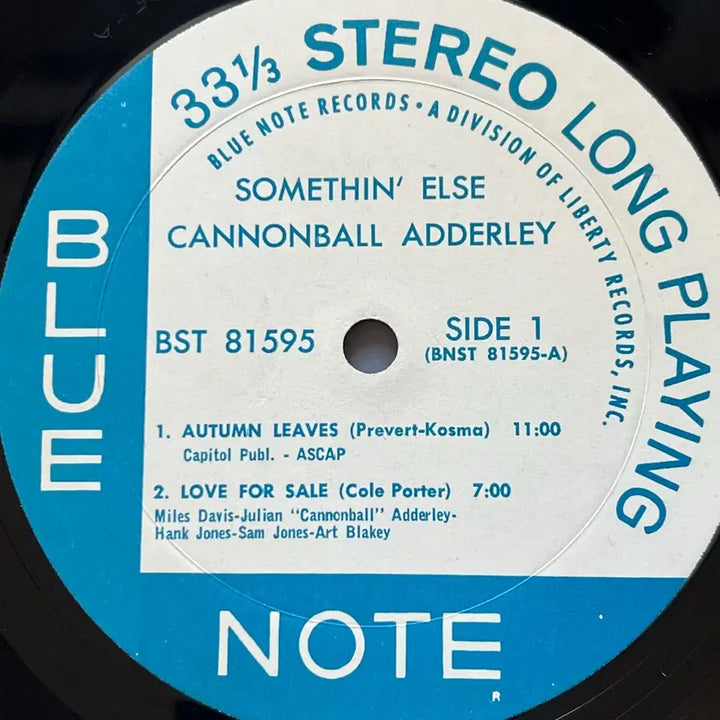 33⅓ STEREO LONG PLAYING
BLUE NOTE RECORDS • A DIVISION OF LIBERTY RECORDS, INC.
SOMETHIN' ELSE
CANNONBALL ADDERLEY
BST 81595
SIDE 1
(BNST 81595-A)
1. AUTUMN LEAVES (Prevert-Kosma) 11:00
Capitol Publ. - ASCAP
2. LOVE FOR SALE (Cole Porter) 7:00
Miles Davis-Julian "Cannonball" Adderley-
Hank Jones-Sam Jones-Art Blakey
BLUE
NOTE
R